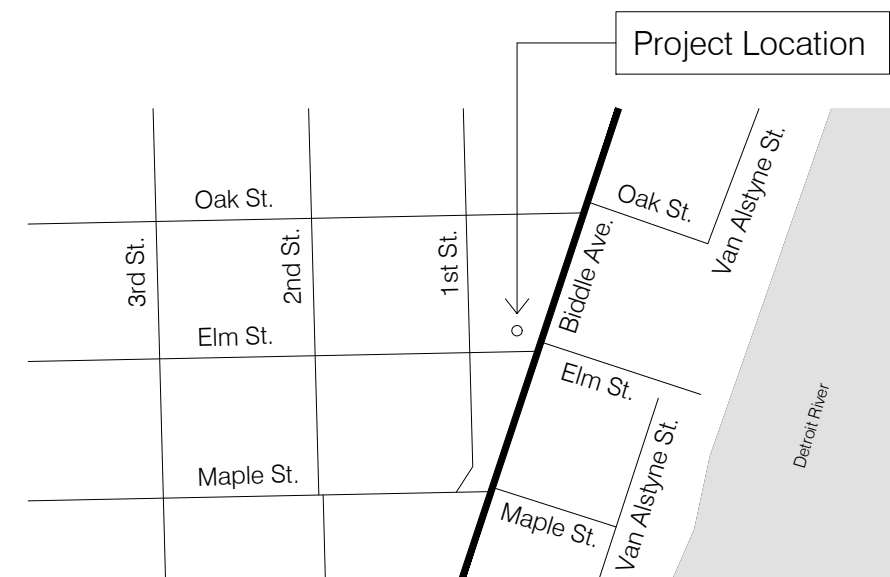 Project Location
Oak St.
Oak St.
Van Alstyne St.
3rd St.
2nd St.
1st St.
Biddle Ave.
Elm St.
Elm St.
Detroit River
Maple St.
Maple St.
Van Alstyne St.